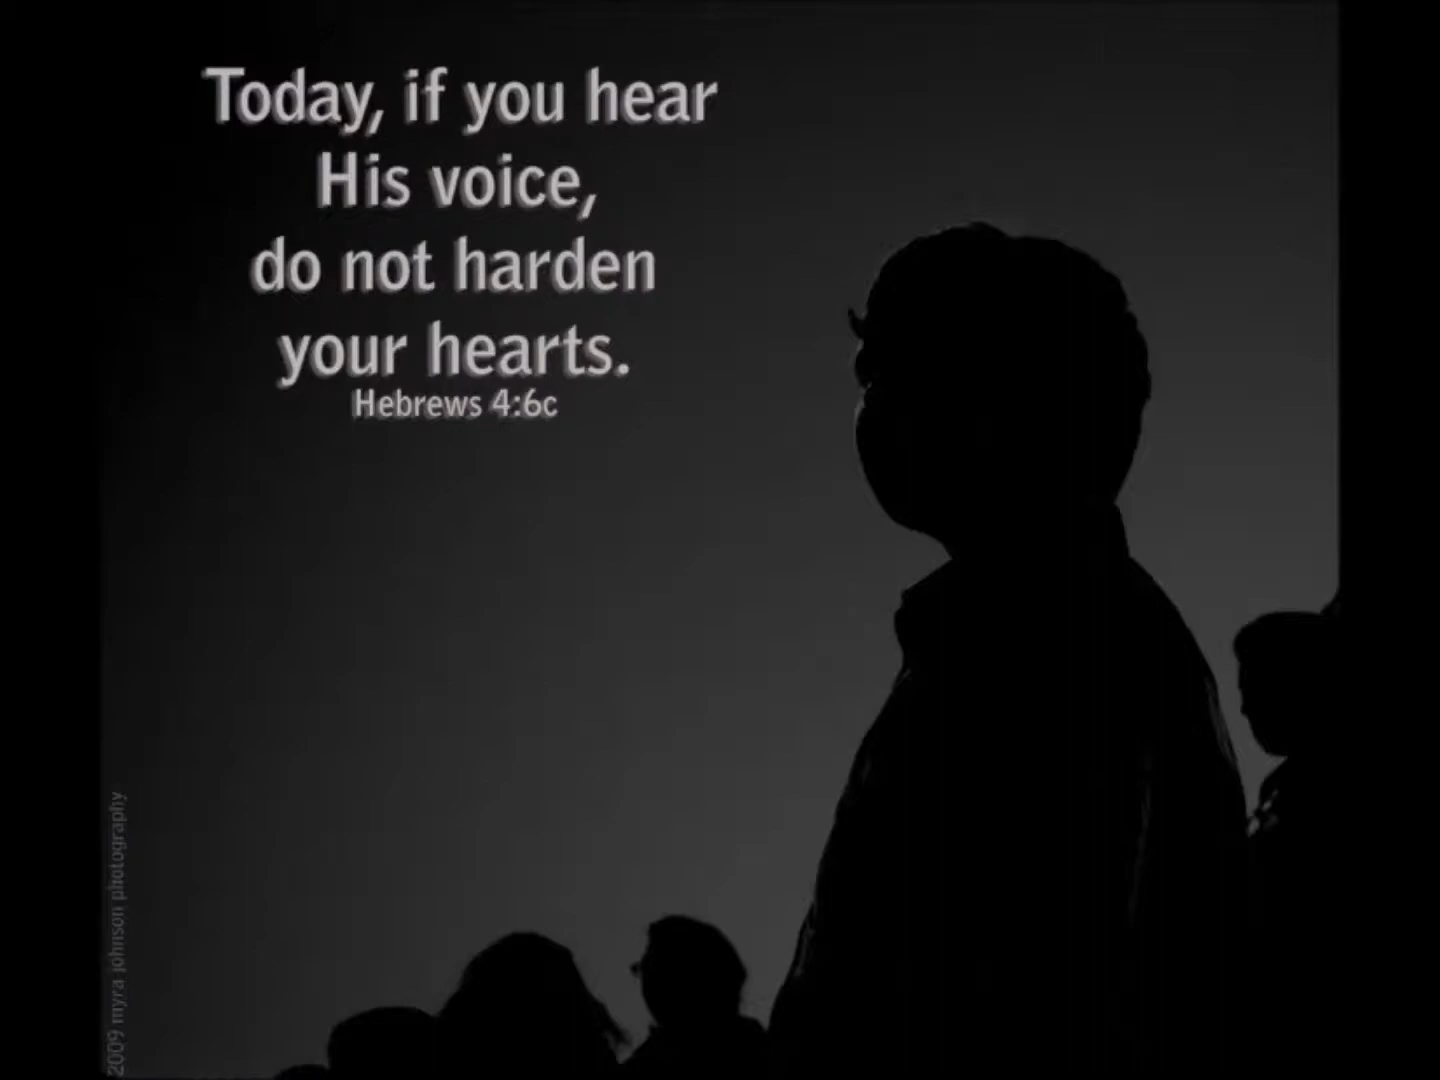 Today, if you hear
His voice,
do not harden
your hearts.
Hebrews 4:6c
2009 myra johnson photography